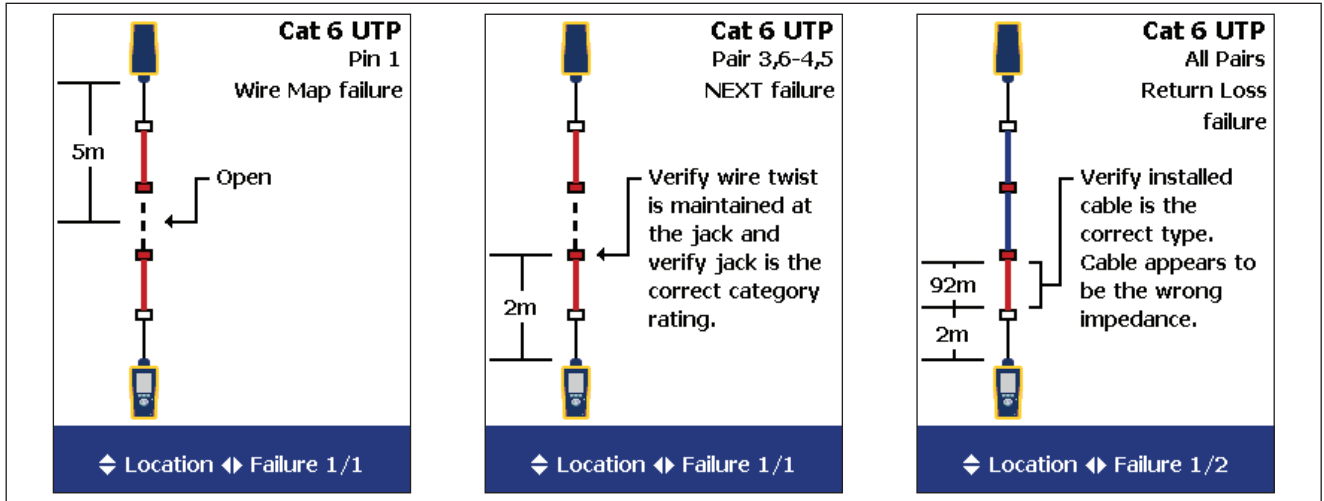 Cat 6 UTP
Pin 1
Wire Map failure
5m
Open
Location Failure 1/1
Cat 6 UTP
Pair 3,6-4,5
NEXT failure
Verify wire twist
is maintained at
the jack and
verify jack is the
correct category
rating.
2m
Location Failure 1/1
Cat 6 UTP
All Pairs
Return Loss
failure
Verify installed
cable is the
correct type.
Cable appears to
be the wrong
impedance.
92m
2m
Location Failure 1/2